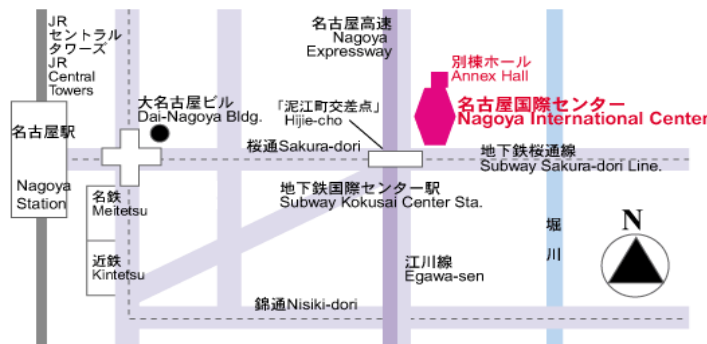 JR
セントラル
タワーズ
JR
Central
Towers
名古屋高速
Nagoya
Expressway
別棟ホール
Annex Hall
大名古屋ビル
Dai-Nagoya Bldg.
「泥江町交差点」
Hijie-cho
名古屋国際センター
Nagoya International Center
名古屋駅
桜通Sakura-dori
地下鉄桜通線
Subway Sakura-dori Line.
Nagoya
Station
名鉄
Meitetsu
地下鉄国際センター駅
Subway Kokusai Center Sta.
堀
川
N
近鉄
Kintetsu
江川線
Egawa-sen
錦通Nisiki-dori